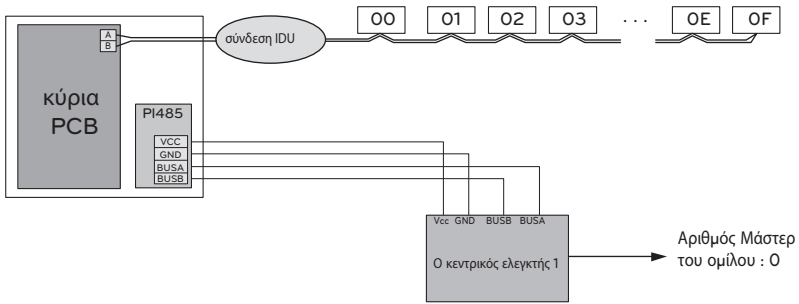 00 01 02 03 ... 0E 0F
A
B
σύνδεση IDU
κύρια
PCB
PI485
VCC
GND
BUSA
BUSB
Vcc GND BUSB BUSA
Ο κεντρικός ελεγκτής 1
Αριθμός Μάστερ
του ομίλου : 0